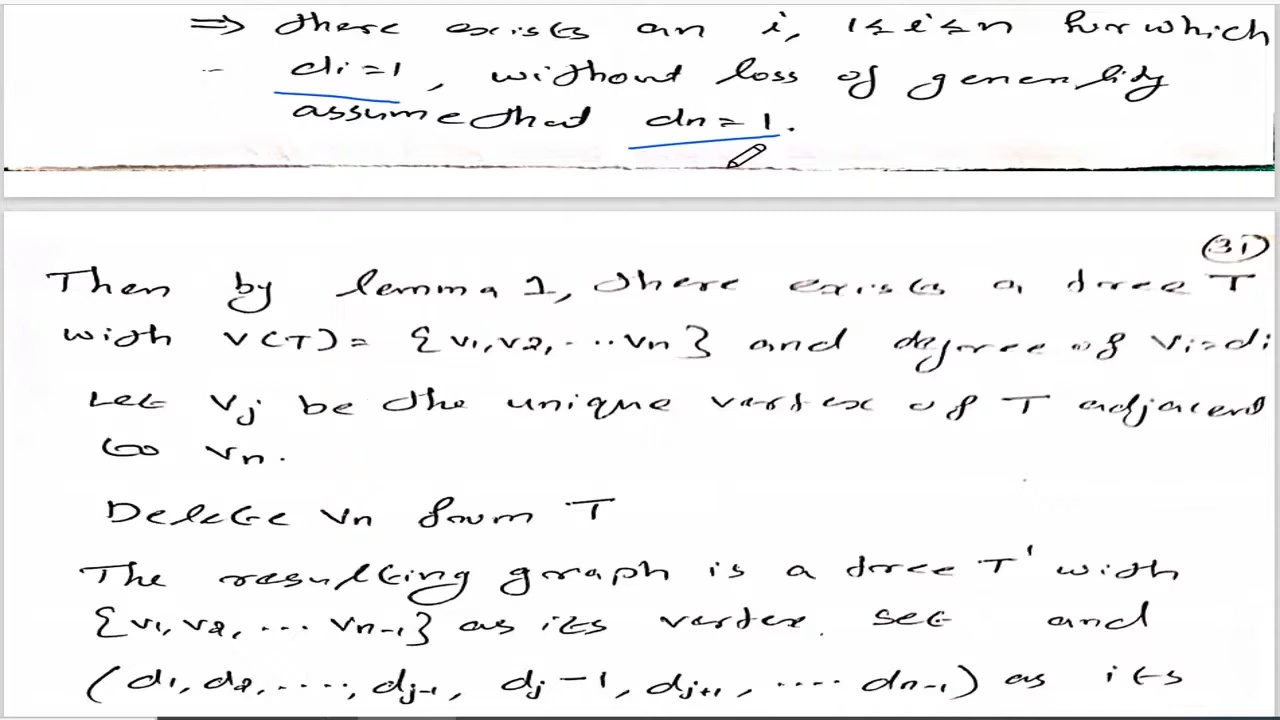 ⇒ there exists an i, 1≤i≤n for which
di=1, without loss of generality
assume that dn=1.
31
Then by lemma 1, there exists a tree T
with V(T) = {v1, v2, ... vn} and degree of vi=di
Let vj be the unique vertex of T adjacent
to vn.
Delete vn from T
The resulting graph is a tree T' with
{v1, v2, ... vn-1} as its vertex set and
(d1, d2, ...., dj-1, dj-1, dj+1, .... dn-1) as its